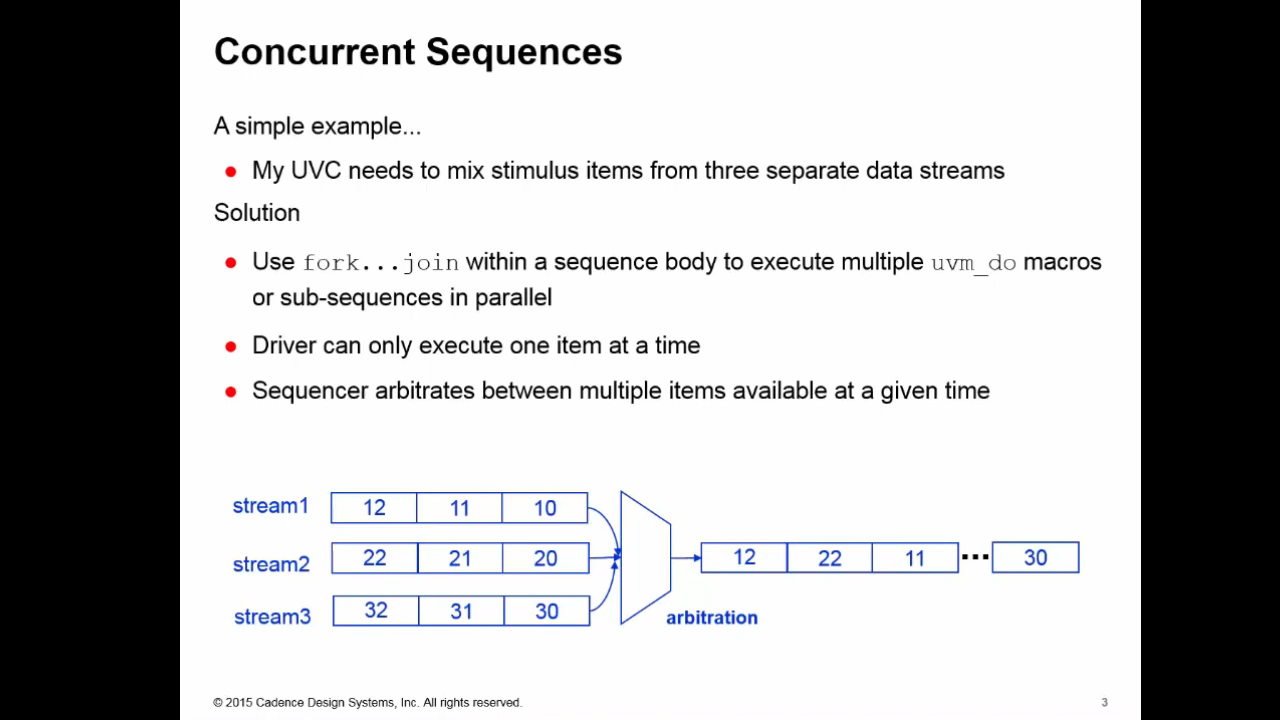 Concurrent Sequences
A simple example...
● My UVC needs to mix stimulus items from three separate data streams
Solution
● Use fork...join within a sequence body to execute multiple uvm_do macros
or sub-sequences in parallel
● Driver can only execute one item at a time
● Sequencer arbitrates between multiple items available at a given time
stream1 12 11 10
stream2 22 21 20
stream3 32 31 30
12 22 11 ... 30
arbitration
© 2015 Cadence Design Systems, Inc. All rights reserved.
3